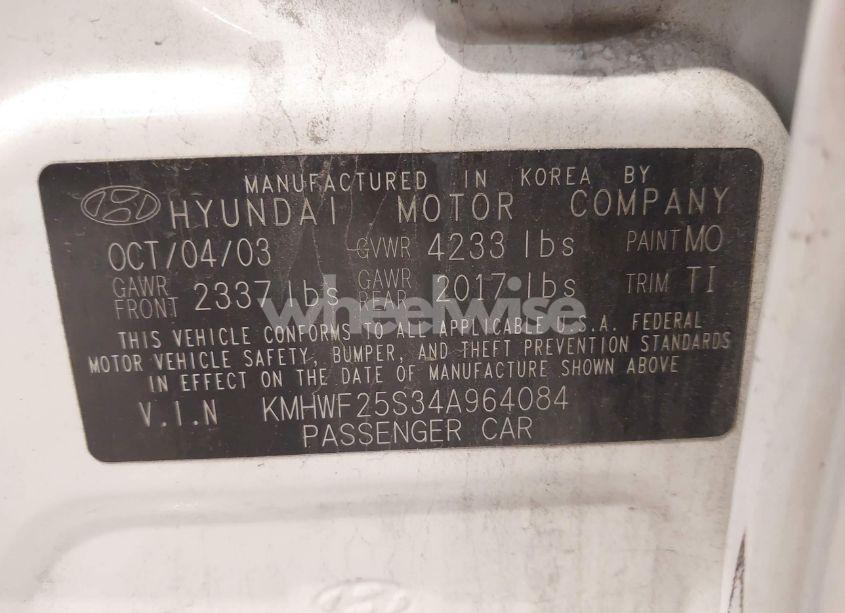 MANUFACTURED IN KOREA BY
HYUNDAI MOTOR COMPANY
OCT/04/03 GVWR 4233 lbs PAINT MO
GAWR FRONT 2337 lbs GAWR REAR 2017 lbs TRIM TI
wheelwise
THIS VEHICLE CONFORMS TO ALL APPLICABLE U.S.A. FEDERAL
MOTOR VEHICLE SAFETY, BUMPER, AND THEFT PREVENTION STANDARDS
IN EFFECT ON THE DATE OF MANUFACTURE SHOWN ABOVE
V.I.N KMHWF25S34A964084
PASSENGER CAR